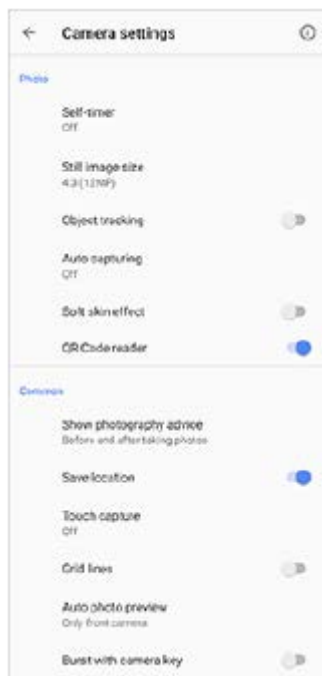 Camera settings
Photo
Self-timer
Off
Still image size
4:3 (12MP)
Object tracking
Auto capturing
Off
Soft skin effect
QR Code reader
Common
Show photography advice
Before and after taking photos
Save location
Touch capture
Off
Grid lines
Auto photo preview
Only front camera
Burst with camera key